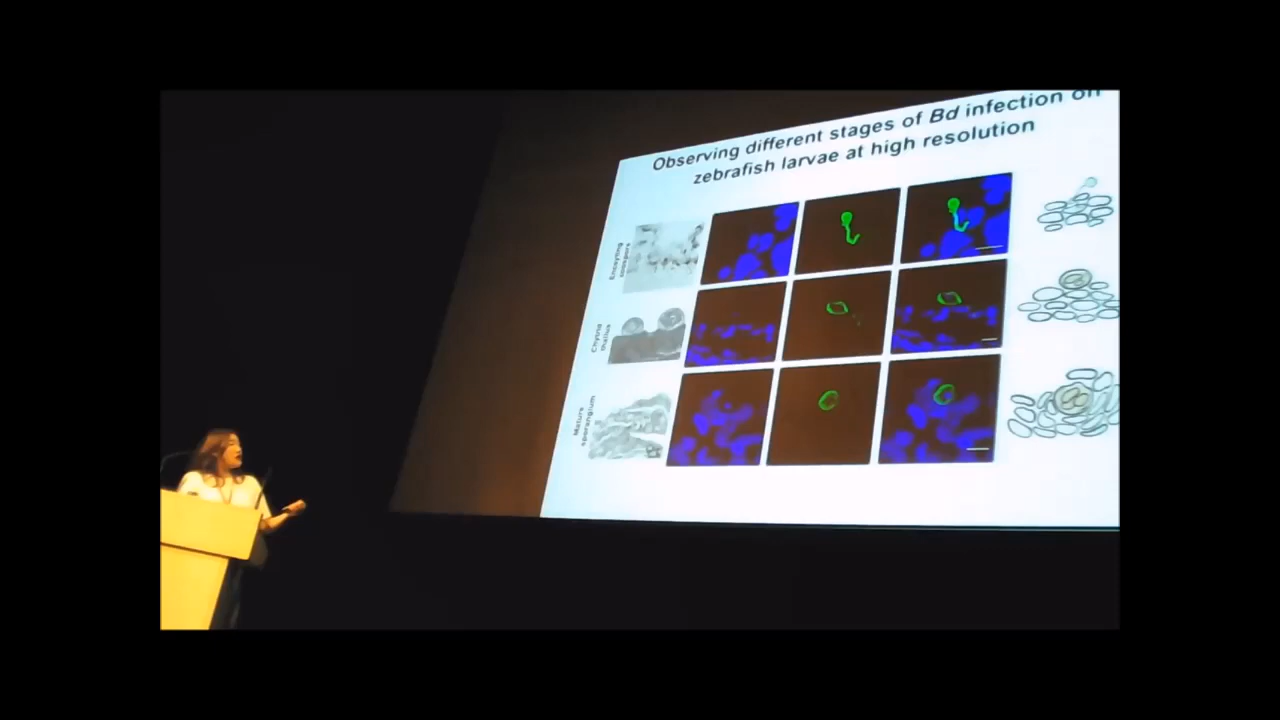 Observing different stages of Bd infection on
zebrafish larvae at high resolution
Encysting
zoospore
Chytrid
thallus
Mature
sporangium